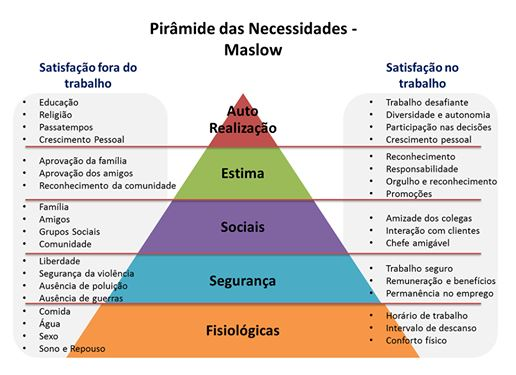 Pirâmide das Necessidades -
Maslow
Satisfação fora do
trabalho
Satisfação no
trabalho
• Educação
• Religião
• Passatempos
• Crescimento Pessoal
Auto
Realização
• Trabalho desafiante
• Diversidade e autonomia
• Participação nas decisões
• Crescimento pessoal
• Aprovação da família
• Aprovação dos amigos
• Reconhecimento da comunidade
Estima
• Reconhecimento
• Responsabilidade
• Orgulho e reconhecimento
• Promoções
• Família
• Amigos
• Grupos Sociais
• Comunidade
Sociais
• Amizade dos colegas
• Interação com clientes
• Chefe amigável
• Liberdade
• Segurança da violência
• Ausência de poluição
• Ausência de guerras
Segurança
• Trabalho seguro
• Remuneração e benefícios
• Permanência no emprego
• Comida
• Água
• Sexo
• Sono e Repouso
Fisiológicas
• Horário de trabalho
• Intervalo de descanso
• Conforto físico